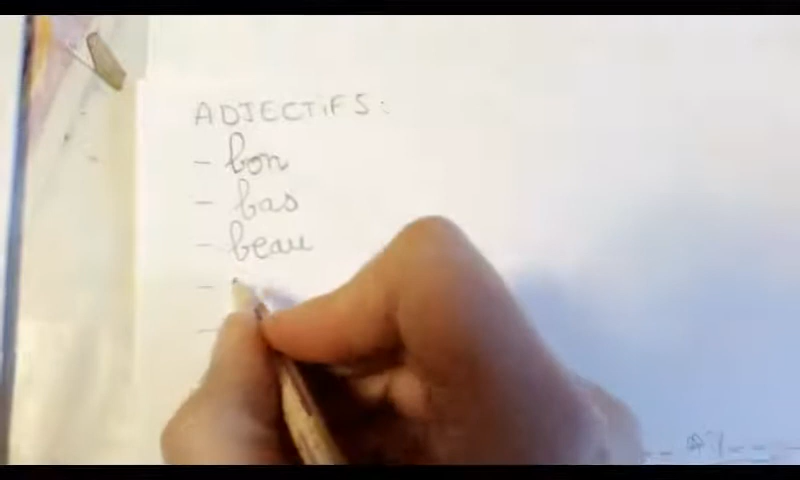 ADJECTIFS:
- bon
- bas
- beau
-
-